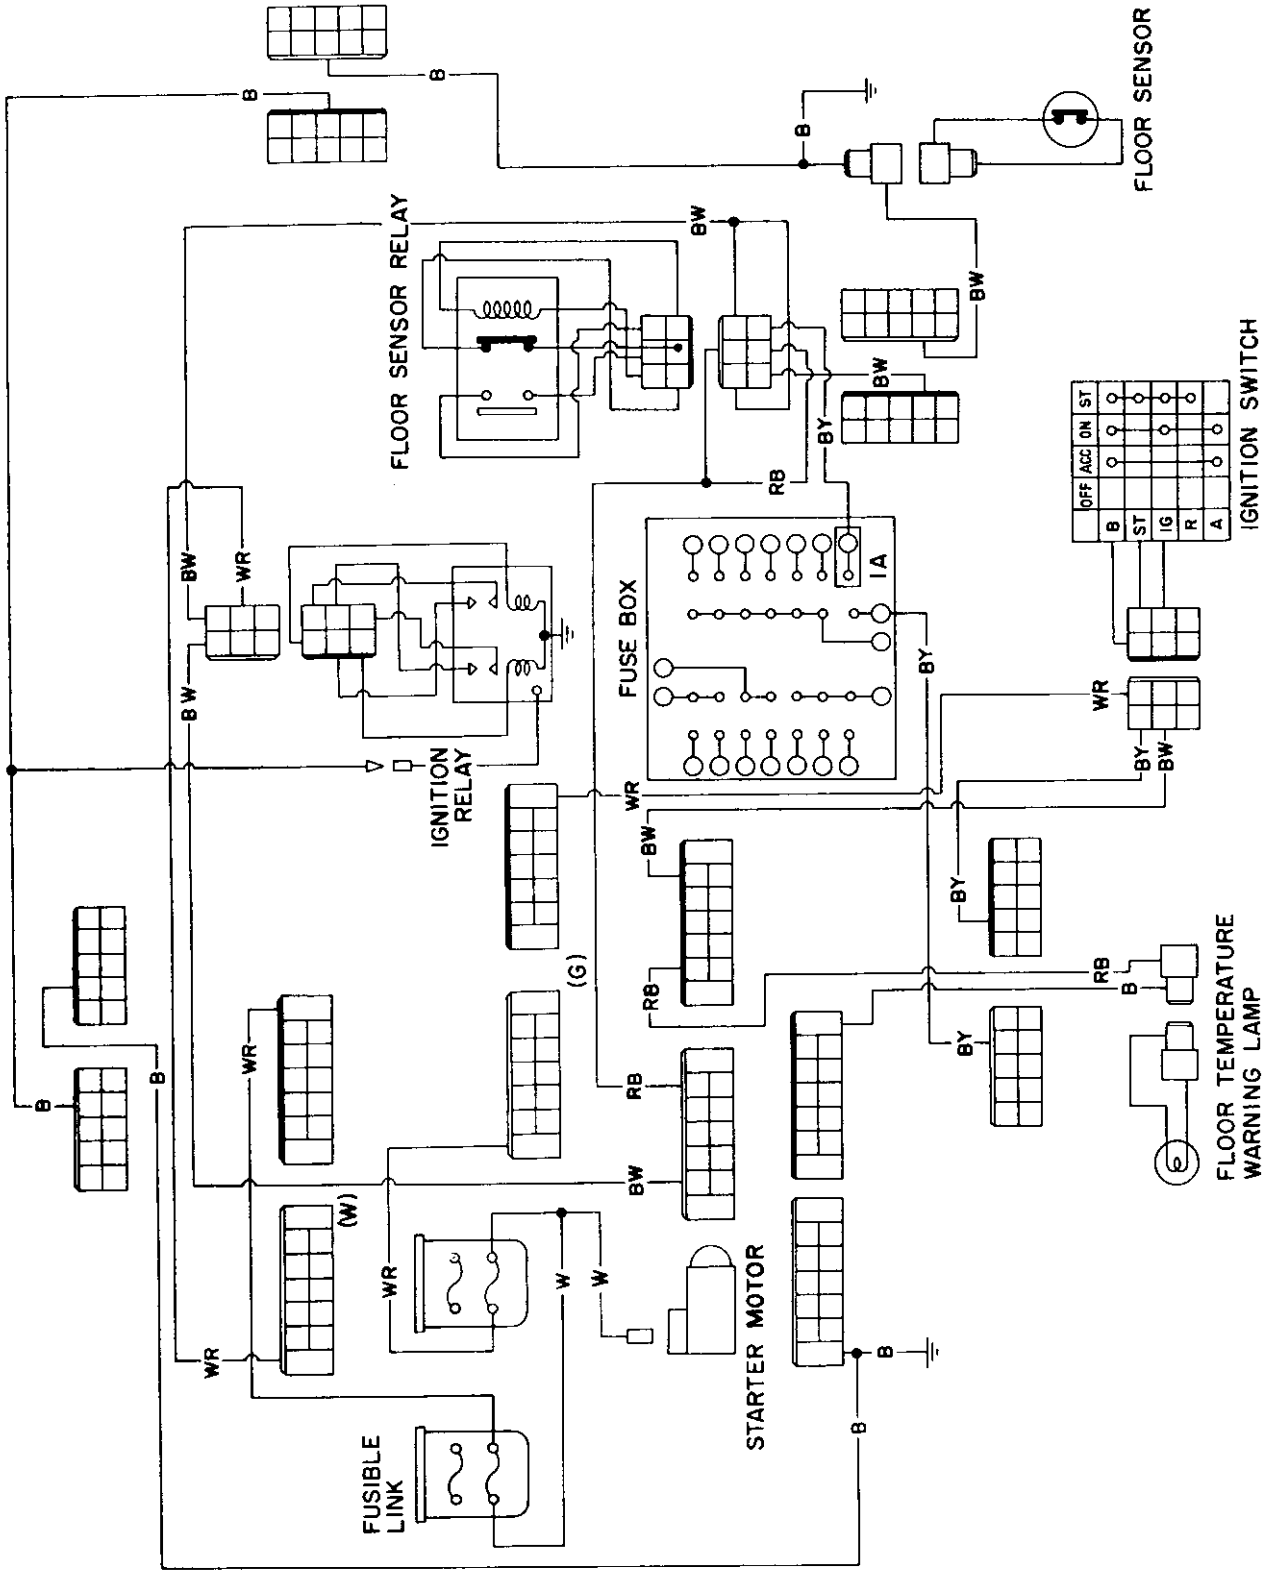 B
B
B
B
FLOOR SENSOR
FLOOR SENSOR RELAY
BW
BW
BW
BY
RB
IGNITION SWITCH
OFF
ACC
ON
ST
B
ST
IG
R
A
BW
WR
BW
FUSE BOX
1A
BY
IGNITION
RELAY
WR
WR
BY
BW
BW
BY
B
B
WR
(G)
RB
RB
B
BY
RB
BW
FLOOR TEMPERATURE
WARNING LAMP
WR
(W)
WR
W
W
STARTER MOTOR
B
B
FUSIBLE
LINK